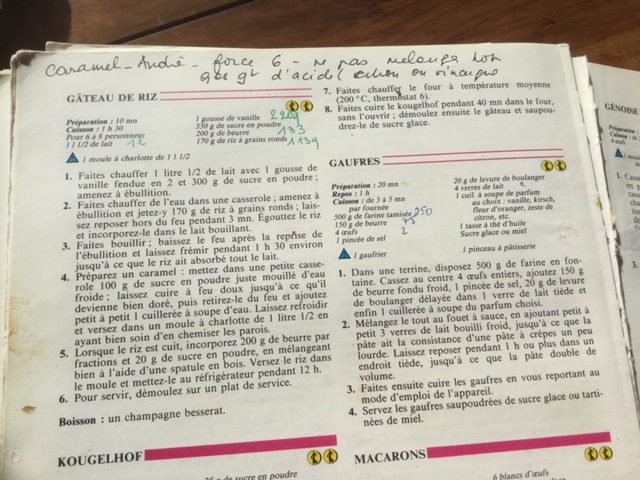 Caramel - André - force 6 - ne pas mélanger
d'acide
GÂTEAU DE RIZ
Préparation : 10 mn
Cuisson : 1 h 30
Pour 6 à 8 personnes
1 l 1/2 de lait 1l
1 gousse de vanille 220g
330 g de sucre en poudre
200 g de beurre 133
170 g de riz à grains ronds 113g
1 moule à charlotte de 1 l 1/2
1. Faites chauffer 1 litre 1/2 de lait avec 1 gousse de
vanille fendue en 2 et 300 g de sucre en poudre ;
amenez à ébullition.
2. Faites chauffer de l'eau dans une casserole ; amenez à
ébullition et jetez-y 170 g de riz à grains ronds ; lais-
sez reposer hors du feu pendant 3 mn. Égouttez le riz
et incorporez-le dans le lait bouillant.
3. Faites bouillir ; baissez le feu après la reprise de
l'ébullition et laissez frémir pendant 1 h 30 environ
jusqu'à ce que le riz ait absorbé tout le lait.
4. Préparez un caramel : mettez dans une petite casse-
role 100 g de sucre en poudre juste mouillé d'eau
froide ; laissez cuire à feu doux jusqu'à ce qu'il
devienne bien doré, puis retirez-le du feu et ajoutez
petit à petit 1 cuillerée à soupe d'eau. Laissez refroidir
et versez dans un moule à charlotte de 1 litre 1/2 en
ayant bien soin d'en chemiser les parois.
5. Lorsque le riz est cuit, incorporez 200 g de beurre par
fractions et 20 g de sucre en poudre, en mélangeant
bien à l'aide d'une spatule en bois. Versez le riz dans
le moule et mettez-le au réfrigérateur pendant 12 h.
6. Pour servir, démoulez sur un plat de service.
Boisson : un champagne besserat.
KOUGELHOF
de sucre en poudre
7. Faites chauffer le four à température moyenne
(200 °C, thermostat 6).
8. Faites cuire le kougelhof pendant 40 mn dans le four,
sans l'ouvrir ; démoulez ensuite le gâteau et saupou-
drez-le de sucre glace.
GAUFRES
Préparation : 20 mn
Repos : 1 h
Cuisson : de 3 à 5 mn
par fournée
500 g de farine tamisée 250
150 g de beurre 75
4 œufs 2
1 pincée de sel
20 g de levure de boulanger
4 verres de lait 2
1 cuil. à soupe de parfum
au choix : vanille, kirsch,
fleur d'oranger, zeste de
citron, etc.
1 tasse à thé d'huile
Sucre glace ou miel
1 gaufrier
1 pinceau à pâtisserie
1. Dans une terrine, disposez 500 g de farine en fon-
taine. Cassez au centre 4 œufs entiers, ajoutez 150 g
de beurre fondu froid, 1 pincée de sel, 20 g de levure
de boulanger délayée dans 1 verre de lait tiède et
enfin 1 cuillerée à soupe du parfum choisi.
2. Mélangez le tout au fouet à sauce, en ajoutant petit à
petit 3 verres de lait bouilli froid, jusqu'à ce que la
pâte ait la consistance d'une pâte à crêpes un peu
lourde. Laissez reposer pendant 1 h ou plus dans un
endroit tiède, jusqu'à ce que la pâte double de
volume.
3. Faites ensuite cuire les gaufres en vous reportant au
mode d'emploi de l'appareil.
4. Servez les gaufres saupoudrées de sucre glace ou tarti-
nées de miel.
MACARONS
6 blancs d'œufs
GÉNOISE